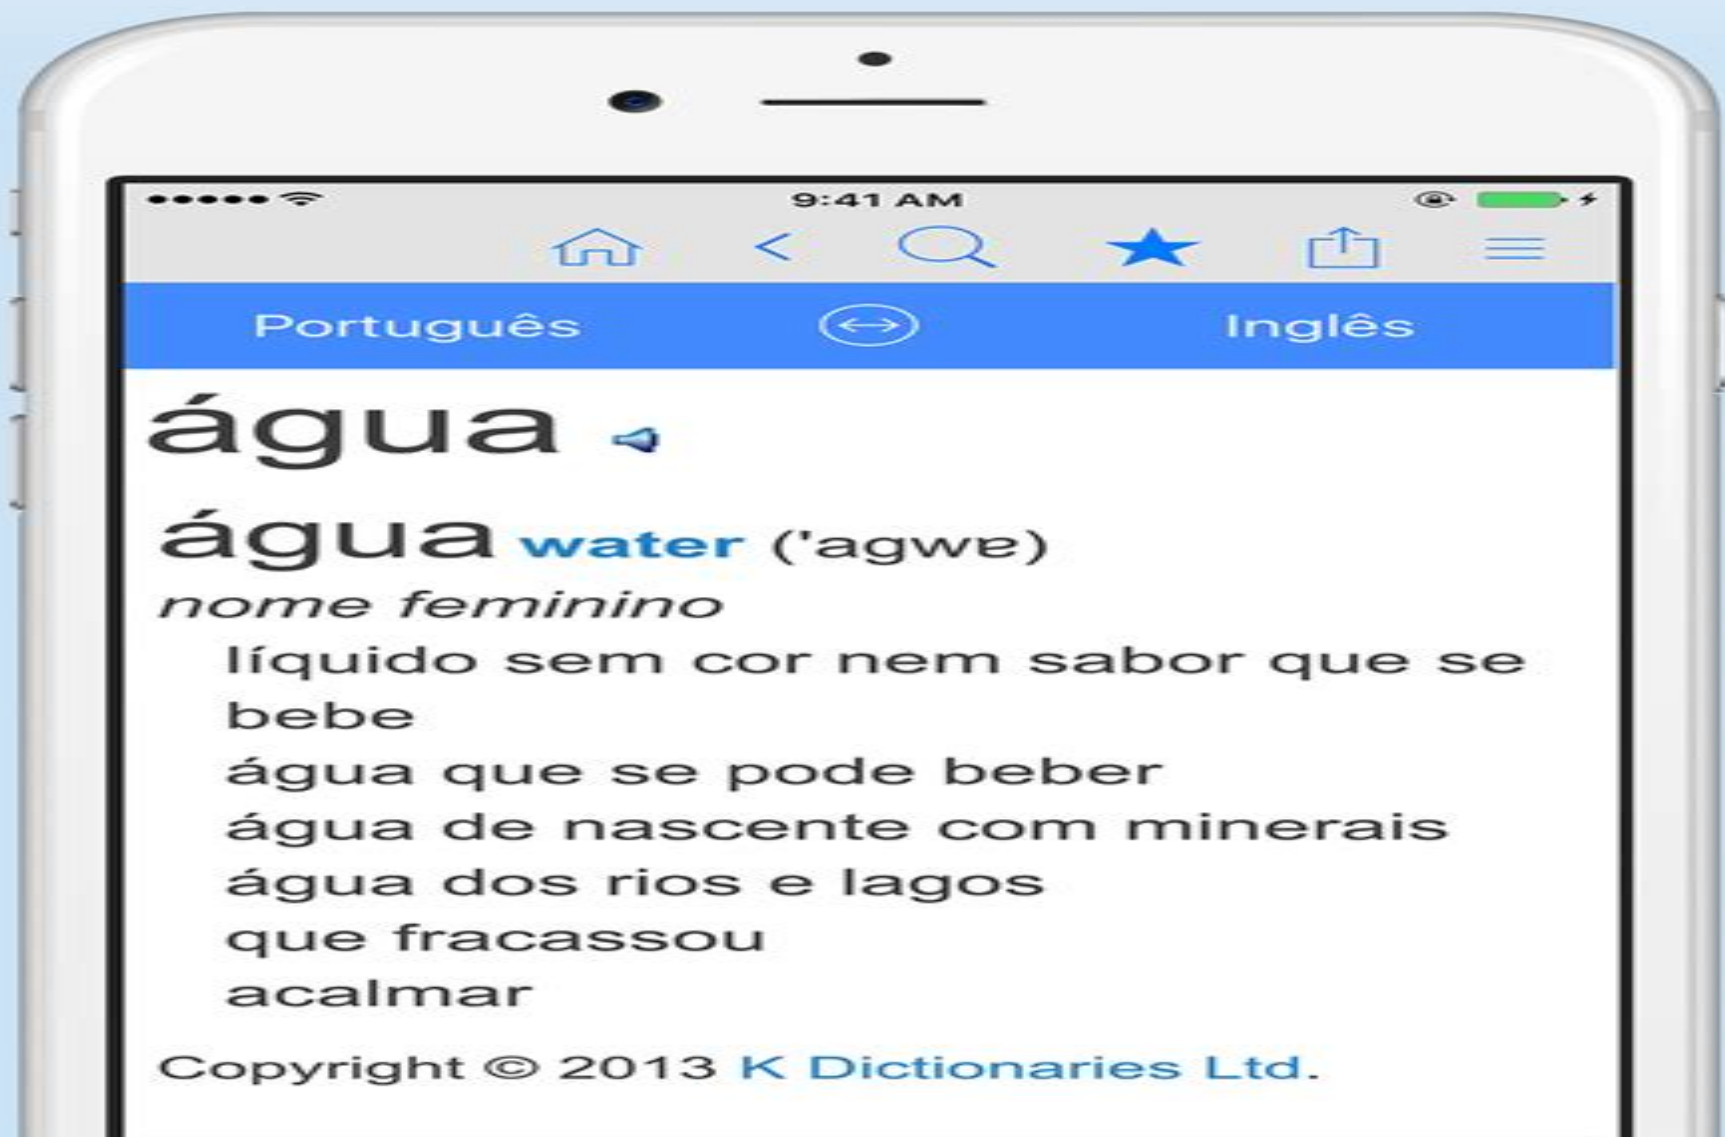 9:41 AM
Português Inglês
água
água water ('agwɐ)
nome feminino
líquido sem cor nem sabor que se
bebe
água que se pode beber
água de nascente com minerais
água dos rios e lagos
que fracassou
acalmar
Copyright © 2013 K Dictionaries Ltd.